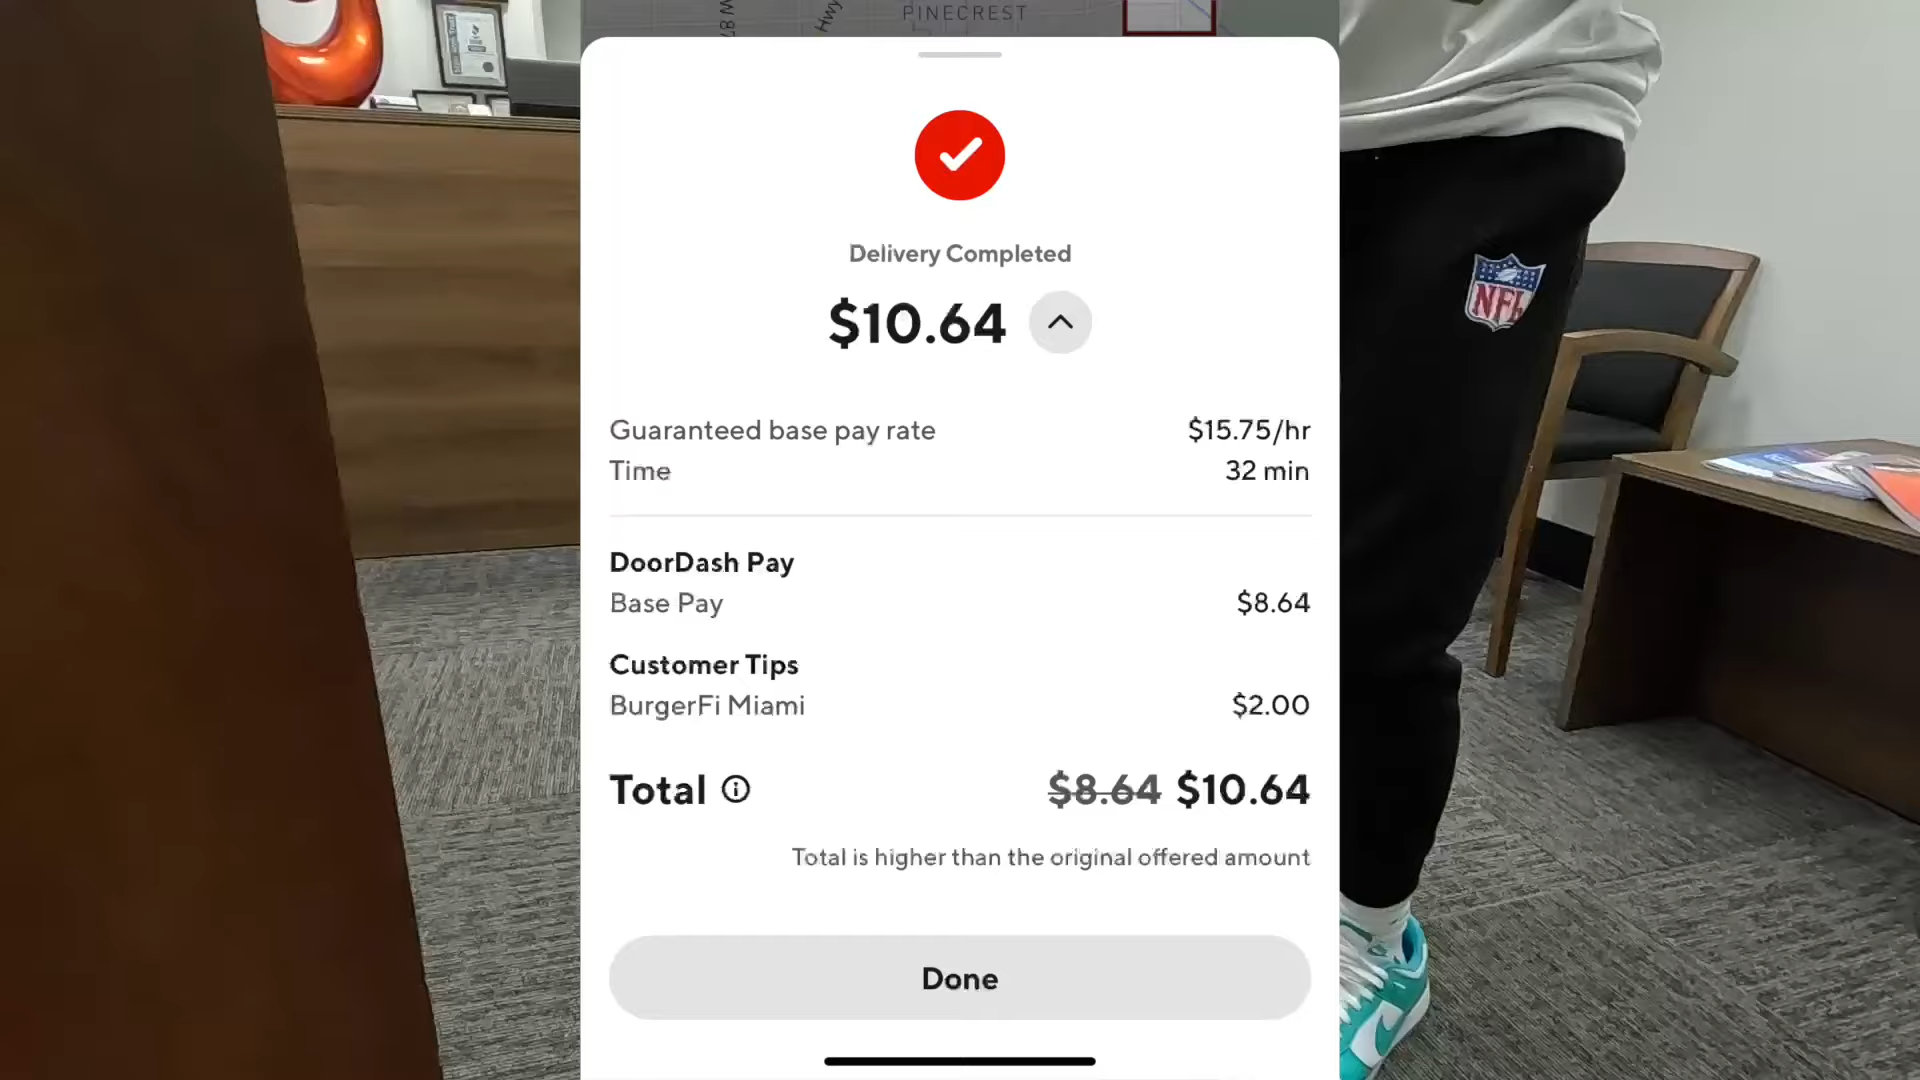 W 87
Hwy
PINECREST
Delivery Completed
$10.64
Guaranteed base pay rate $15.75/hr
Time 32 min
DoorDash Pay
Base Pay $8.64
Customer Tips
BurgerFi Miami $2.00
Total $8.64 $10.64
Total is higher than the original offered amount
Done
NFL